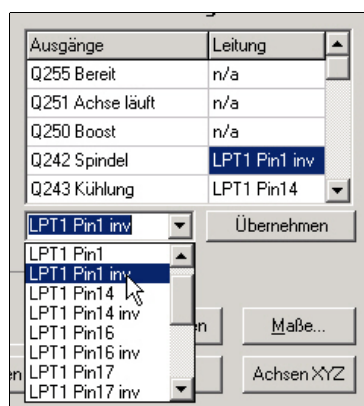 Ausgänge Leitung
Q255 Bereit n/a
Q251 Achse läuft n/a
Q250 Boost n/a
Q242 Spindel LPT1 Pin1 inv
Q243 Kühlung LPT1 Pin14
LPT1 Pin1 inv Übernehmen
LPT1 Pin1
LPT1 Pin1 inv
LPT1 Pin14
LPT1 Pin14 inv
LPT1 Pin16
LPT1 Pin16 inv
LPT1 Pin17
LPT1 Pin17 inv
Maße...
Achsen XYZ